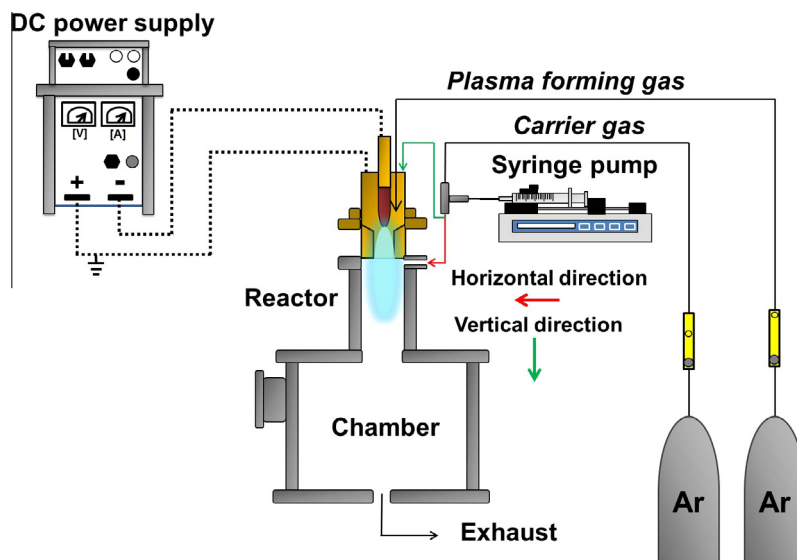 DC power supply
[V] [A]
+ -
Plasma forming gas
Carrier gas
Syringe pump
Horizontal direction
Reactor
Vertical direction
Chamber
Ar Ar
Exhaust